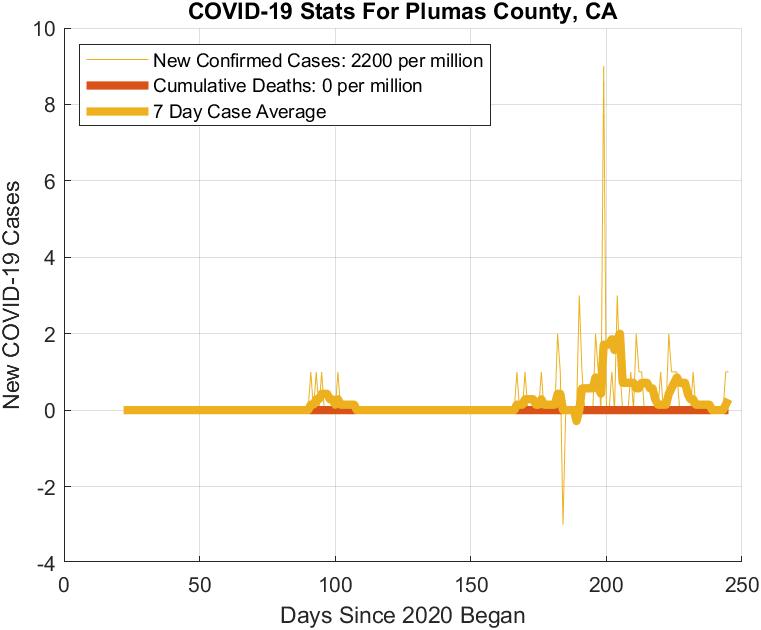 COVID-19 Stats For Plumas County, CA
10
New Confirmed Cases: 2200 per million
Cumulative Deaths: 0 per million
7 Day Case Average
8
6
4
2
0
-2
-4
New COVID-19 Cases
0 50 100 150 200 250
Days Since 2020 Began